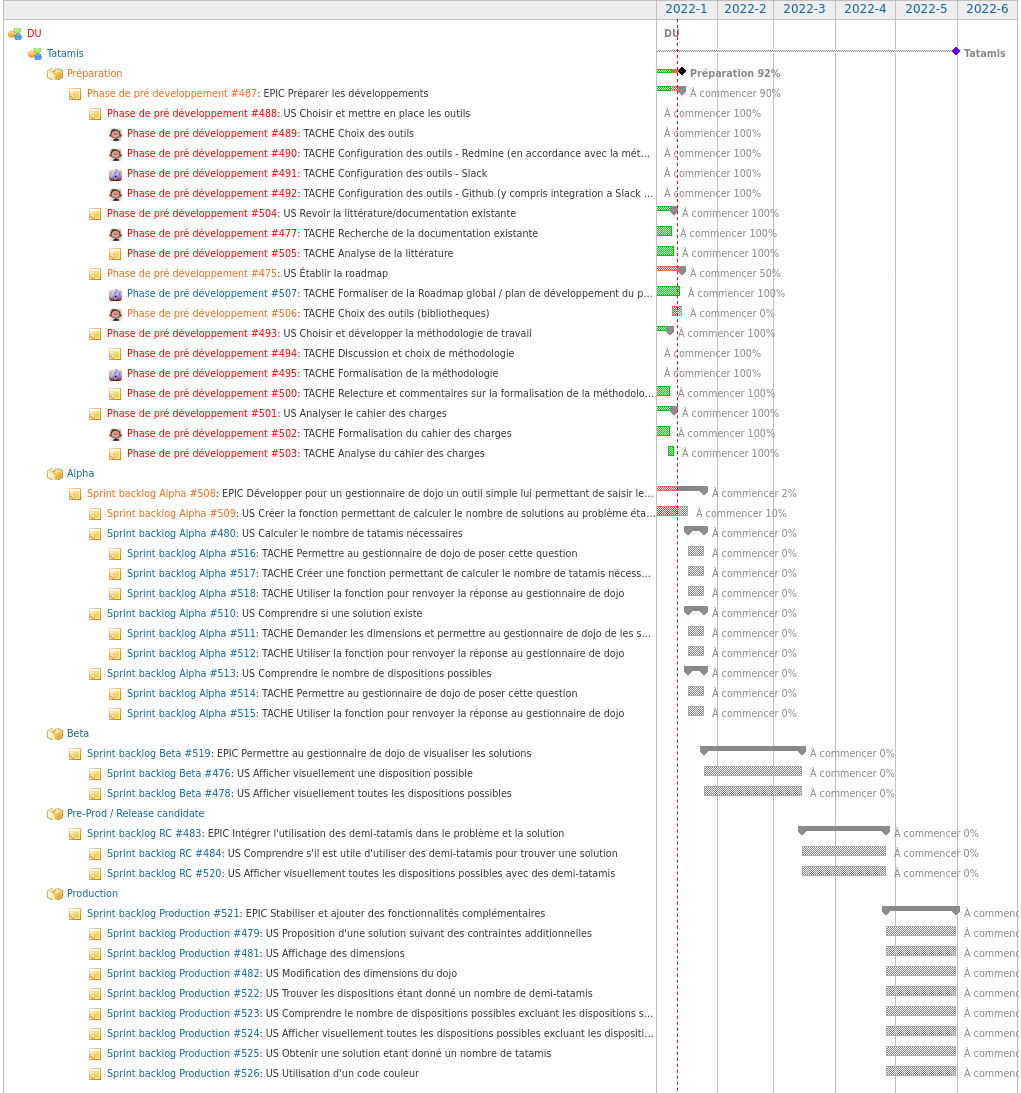 2022-1 2022-2 2022-3 2022-4 2022-5 2022-6
DU DU
Tatamis Tatamis
Préparation Préparation 92%
Phase de pré développement #487: EPIC Préparer les développements À commencer 90%
Phase de pré développement #488: US Choisir et mettre en place les outils À commencer 100%
Phase de pré développement #489: TACHE Choix des outils À commencer 100%
Phase de pré développement #490: TACHE Configuration des outils - Redmine (en accordance avec la mét... À commencer 100%
Phase de pré développement #491: TACHE Configuration des outils - Slack À commencer 100%
Phase de pré développement #492: TACHE Configuration des outils - Github (y compris integration a Slack ... À commencer 100%
Phase de pré développement #504: US Revoir la littérature/documentation existante À commencer 100%
Phase de pré développement #477: TACHE Recherche de la documentation existante À commencer 100%
Phase de pré développement #505: TACHE Analyse de la littérature À commencer 100%
Phase de pré développement #475: US Établir la roadmap À commencer 50%
Phase de pré développement #507: TACHE Formaliser de la Roadmap global / plan de développement du p... À commencer 100%
Phase de pré développement #506: TACHE Choix des outils (bibliotheques) À commencer 0%
Phase de pré développement #493: US Choisir et développer la méthodologie de travail À commencer 100%
Phase de pré développement #494: TACHE Discussion et choix de méthodologie À commencer 100%
Phase de pré développement #495: TACHE Formalisation de la méthodologie À commencer 100%
Phase de pré développement #500: TACHE Relecture et commentaires sur la formalisation de la méthodolo... À commencer 100%
Phase de pré développement #501: US Analyser le cahier des charges À commencer 100%
Phase de pré développement #502: TACHE Formalisation du cahier des charges À commencer 100%
Phase de pré développement #503: TACHE Analyse du cahier des charges À commencer 100%
Alpha
Sprint backlog Alpha #508: EPIC Développer pour un gestionnaire de dojo un outil simple lui permettant de saisir le... À commencer 2%
Sprint backlog Alpha #509: US Créer la fonction permettant de calculer le nombre de solutions au problème éta... À commencer 10%
Sprint backlog Alpha #480: US Calculer le nombre de tatamis nécessaires À commencer 0%
Sprint backlog Alpha #516: TACHE Permettre au gestionnaire de dojo de poser cette question À commencer 0%
Sprint backlog Alpha #517: TACHE Créer une fonction permettant de calculer le nombre de tatamis nécess... À commencer 0%
Sprint backlog Alpha #518: TACHE Utiliser la fonction pour renvoyer la réponse au gestionnaire de dojo À commencer 0%
Sprint backlog Alpha #510: US Comprendre si une solution existe À commencer 0%
Sprint backlog Alpha #511: TACHE Demander les dimensions et permettre au gestionnaire de dojo de les s... À commencer 0%
Sprint backlog Alpha #512: TACHE Utiliser la fonction pour renvoyer la réponse au gestionnaire de dojo À commencer 0%
Sprint backlog Alpha #513: US Comprendre le nombre de dispositions possibles À commencer 0%
Sprint backlog Alpha #514: TACHE Permettre au gestionnaire de dojo de poser cette question À commencer 0%
Sprint backlog Alpha #515: TACHE Utiliser la fonction pour renvoyer la réponse au gestionnaire de dojo À commencer 0%
Beta
Sprint backlog Beta #519: EPIC Permettre au gestionnaire de dojo de visualiser les solutions À commencer 0%
Sprint backlog Beta #476: US Afficher visuellement une disposition possible À commencer 0%
Sprint backlog Beta #478: US Afficher visuellement toutes les dispositions possibles À commencer 0%
Pre-Prod / Release candidate
Sprint backlog RC #483: EPIC Intégrer l'utilisation des demi-tatamis dans le problème et la solution À commencer 0%
Sprint backlog RC #484: US Comprendre s'il est utile d'utiliser des demi-tatamis pour trouver une solution À commencer 0%
Sprint backlog RC #520: US Afficher visuellement toutes les dispositions possibles avec des demi-tatamis À commencer 0%
Production
Sprint backlog Production #521: EPIC Stabiliser et ajouter des fonctionnalités complémentaires À commenc
Sprint backlog Production #479: US Proposition d'une solution suivant des contraintes additionnelles À commenc
Sprint backlog Production #481: US Affichage des dimensions À commenc
Sprint backlog Production #482: US Modification des dimensions du dojo À commenc
Sprint backlog Production #522: US Trouver les dispositions étant donné un nombre de demi-tatamis À commenc
Sprint backlog Production #523: US Comprendre le nombre de dispositions possibles excluant les dispositions s... À commenc
Sprint backlog Production #524: US Afficher visuellement toutes les dispositions possibles excluant les dispositi... À commenc
Sprint backlog Production #525: US Obtenir une solution etant donné un nombre de tatamis À commenc
Sprint backlog Production #526: US Utilisation d'un code couleur À commenc